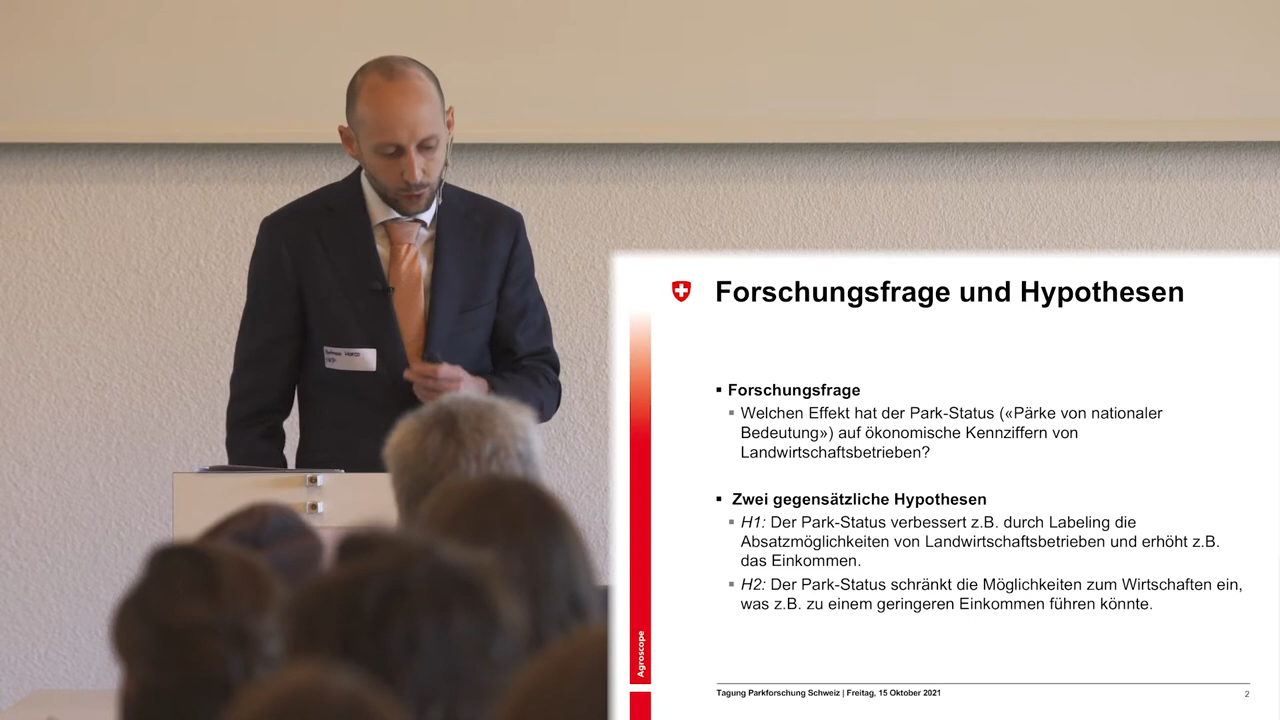 Forschungsfrage und Hypothesen
▪ Forschungsfrage
▪ Welchen Effekt hat der Park-Status («Pärke von nationaler
Bedeutung») auf ökonomische Kennziffern von
Landwirtschaftsbetrieben?
▪ Zwei gegensätzliche Hypothesen
▪ H1: Der Park-Status verbessert z.B. durch Labeling die
Absatzmöglichkeiten von Landwirtschaftsbetrieben und erhöht z.B.
das Einkommen.
▪ H2: Der Park-Status schränkt die Möglichkeiten zum Wirtschaften ein,
was z.B. zu einem geringeren Einkommen führen könnte.
Agroscope
Tagung Parkforschung Schweiz | Freitag, 15 Oktober 2021
2